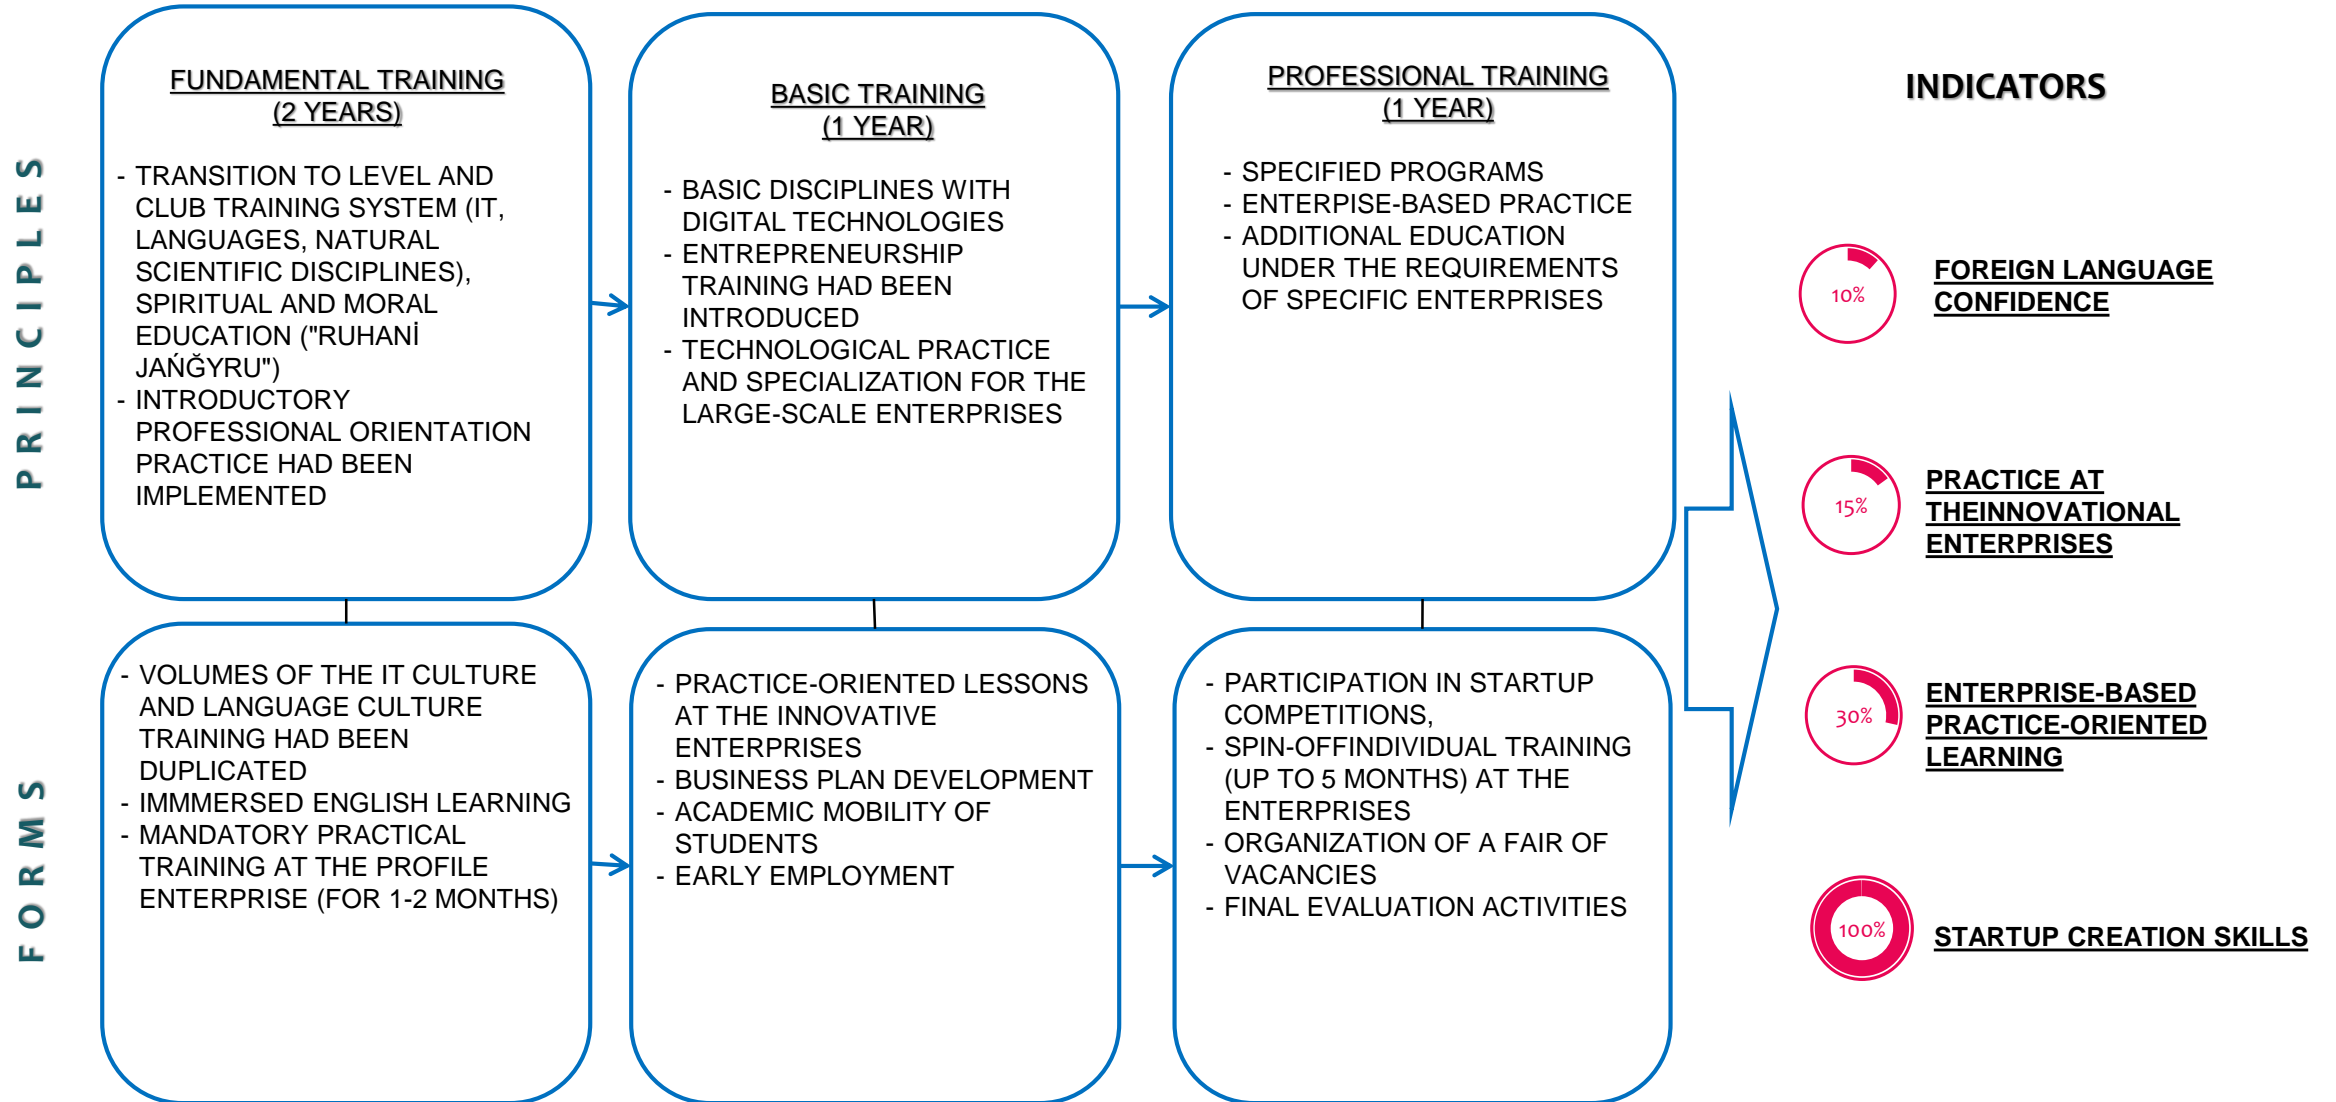 PRINCIPLES
FUNDAMENTAL TRAINING
(2 YEARS)
- TRANSITION TO LEVEL AND
CLUB TRAINING SYSTEM (IT,
LANGUAGES, NATURAL
SCIENTIFIC DISCIPLINES),
SPIRITUAL AND MORAL
EDUCATION ("RUHANİ
JAŃĞYRU")
- INTRODUCTORY
PROFESSIONAL ORIENTATION
PRACTICE HAD BEEN
IMPLEMENTED
BASIC TRAINING
(1 YEAR)
- BASIC DISCIPLINES WITH
DIGITAL TECHNOLOGIES
- ENTREPRENEURSHIP
TRAINING HAD BEEN
INTRODUCED
- TECHNOLOGICAL PRACTICE
AND SPECIALIZATION FOR THE
LARGE-SCALE ENTERPRISES
PROFESSIONAL TRAINING
(1 YEAR)
- SPECIFIED PROGRAMS
- ENTERPISE-BASED PRACTICE
- ADDITIONAL EDUCATION
UNDER THE REQUIREMENTS
OF SPECIFIC ENTERPRISES
FORMS
- VOLUMES OF THE IT CULTURE
AND LANGUAGE CULTURE
TRAINING HAD BEEN
DUPLICATED
- IMMMERSED ENGLISH LEARNING
- MANDATORY PRACTICAL
TRAINING AT THE PROFILE
ENTERPRISE (FOR 1-2 MONTHS)
- PRACTICE-ORIENTED LESSONS
AT THE INNOVATIVE
ENTERPRISES
- BUSINESS PLAN DEVELOPMENT
- ACADEMIC MOBILITY OF
STUDENTS
- EARLY EMPLOYMENT
- PARTICIPATION IN STARTUP
COMPETITIONS,
- SPIN-OFFINDIVIDUAL TRAINING
(UP TO 5 MONTHS) AT THE
ENTERPRISES
- ORGANIZATION OF A FAIR OF
VACANCIES
- FINAL EVALUATION ACTIVITIES
INDICATORS
10%
FOREIGN LANGUAGE
CONFIDENCE
15%
PRACTICE AT
THEINNOVATIONAL
ENTERPRISES
30%
ENTERPRISE-BASED
PRACTICE-ORIENTED
LEARNING
100%
STARTUP CREATION SKILLS